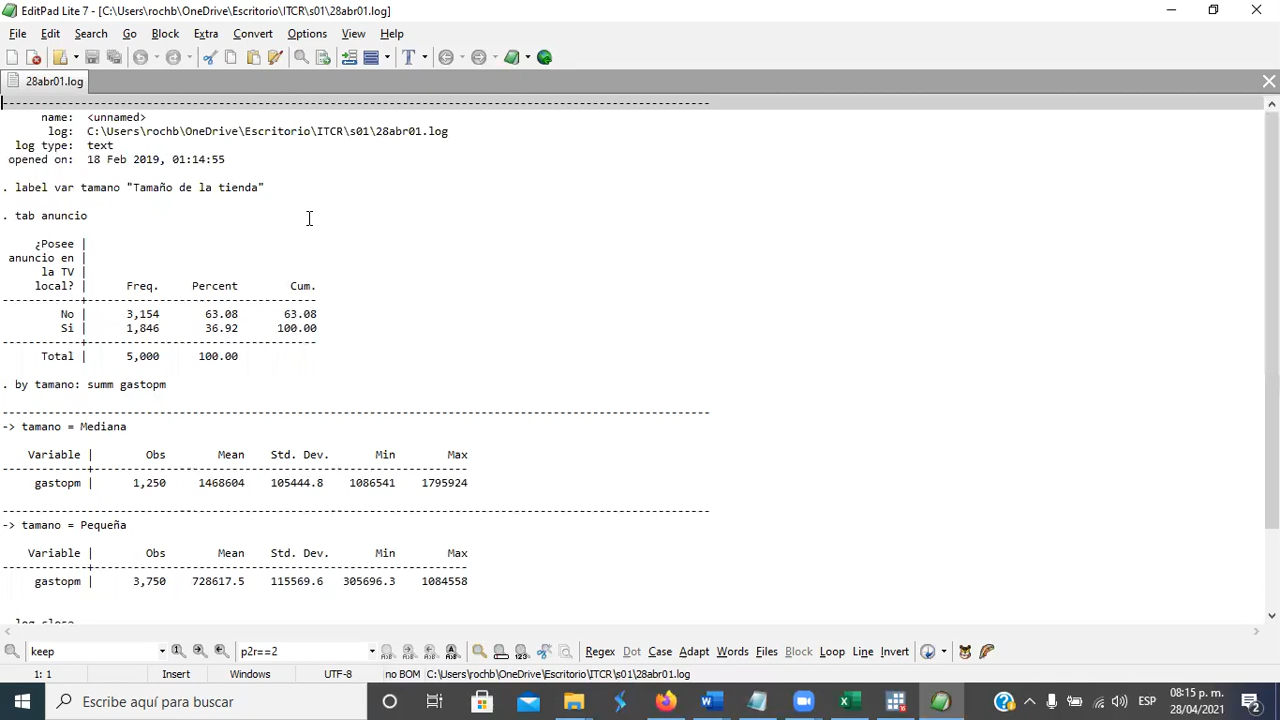 EditPad Lite 7 - [C:\Users\rochb\OneDrive\Escritorio\ITCR\s01\28abr01.log]
File Edit Search Go Block Extra Convert Options View Help
28abr01.log
-----------------------------------------------------------------------------------------------------------
name: <unnamed>
log: C:\Users\rochb\OneDrive\Escritorio\ITCR\s01\28abr01.log
log type: text
opened on: 18 Feb 2019, 01:14:55
. label var tamano "Tamaño de la tienda"
. tab anuncio
¿Posee |
anuncio en |
la TV |
local? | Freq. Percent Cum.
------------+-----------------------------------
No | 3,154 63.08 63.08
Si | 1,846 36.92 100.00
------------+-----------------------------------
Total | 5,000 100.00
. by tamano: summ gastopm
-----------------------------------------------------------------------------------------------------------
-> tamano = Mediana
Variable | Obs Mean Std. Dev. Min Max
-------------+---------------------------------------------------------
gastopm | 1,250 1468604 105444.8 1086541 1795924
-----------------------------------------------------------------------------------------------------------
-> tamano = Pequeña
Variable | Obs Mean Std. Dev. Min Max
-------------+---------------------------------------------------------
gastopm | 3,750 728617.5 115569.6 305696.3 1084558
. log close
keep p2r==2 Regex Dot Case Adapt Words Files Block Loop Line Invert
1: 1 Insert Windows UTF-8 no BOM C:\Users\rochb\OneDrive\Escritorio\ITCR\s01\28abr01.log
Escribe aquí para buscar ESP 08:15 p. m.
28/04/2021 2